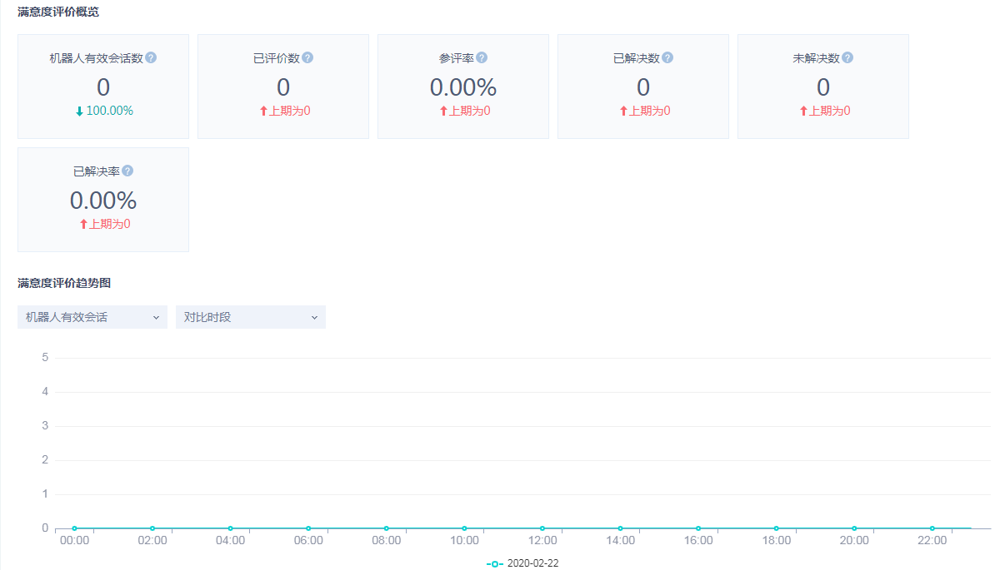 满意度评价概览
机器人有效会话数 ?
已评价数 ?
参评率 ?
已解决数 ?
未解决数 ?
0
0
0.00%
0
0
100.00%
上期为0
上期为0
上期为0
上期为0
已解决率 ?
0.00%
上期为0
满意度评价趋势图
机器人有效会话
对比时段
5
4
3
2
1
0
00:00 02:00 04:00 06:00 08:00 10:00 12:00 14:00 16:00 18:00 20:00 22:00
2020-02-22